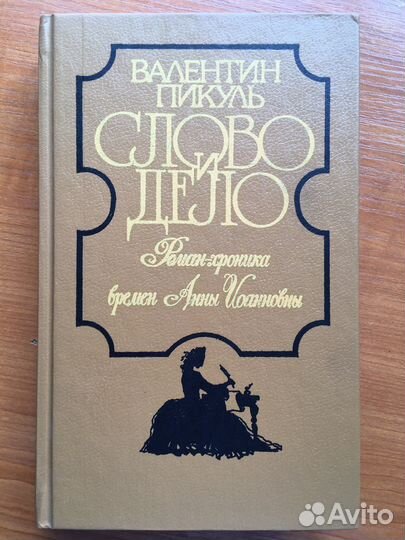 ВАЛЕНТИН
ПИКУЛЬ
СЛОВО
И
ДЕЛО
Роман-хроника
времен Анны Иоанновны
Avito